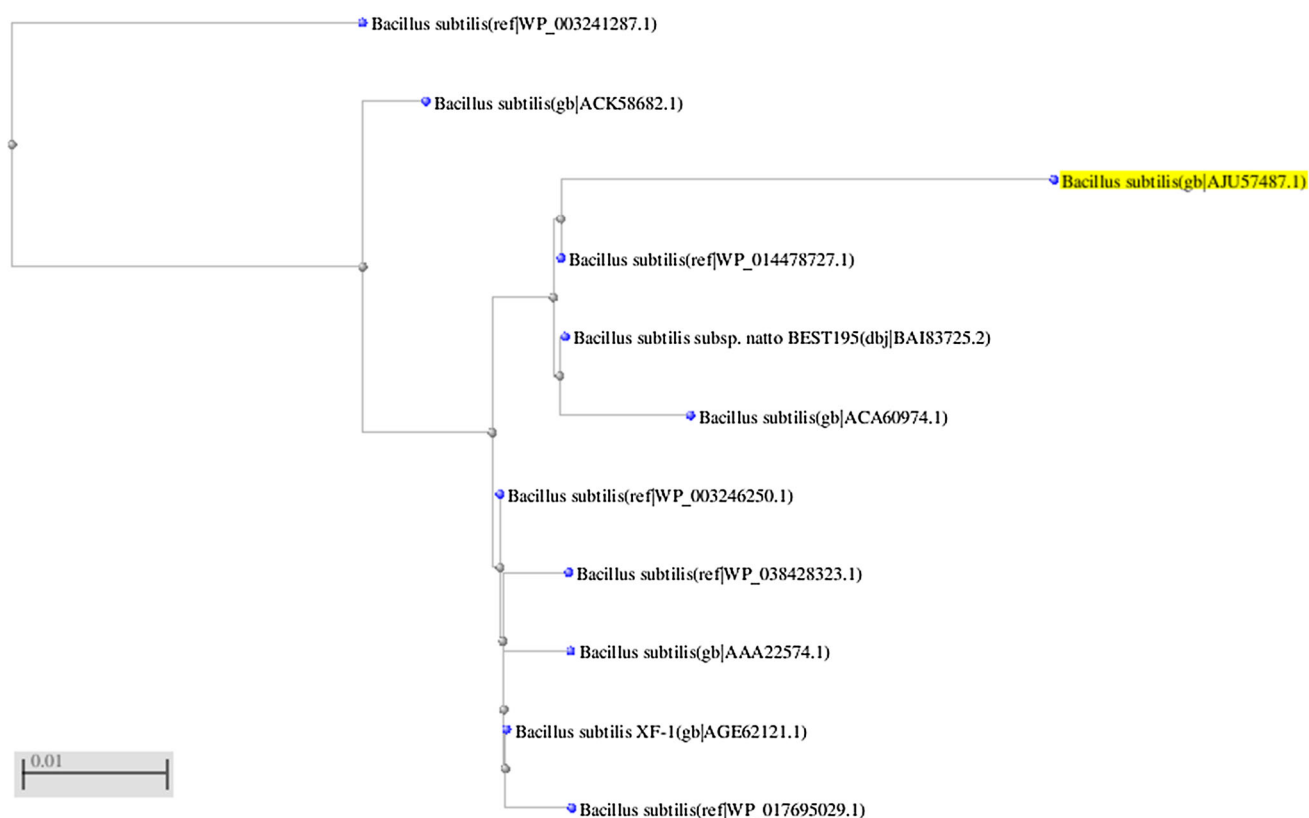 Bacillus subtilis(ref|WP_003241287.1)
Bacillus subtilis(gb|ACK58682.1)
Bacillus subtilis(gb|AJU57487.1)
Bacillus subtilis(ref|WP_014478727.1)
Bacillus subtilis subsp. natto BEST195(dbj|BAI83725.2)
Bacillus subtilis(gb|ACA60974.1)
Bacillus subtilis(ref|WP_003246250.1)
Bacillus subtilis(ref|WP_038428323.1)
Bacillus subtilis(gb|AAA22574.1)
Bacillus subtilis XF-1(gb|AGE62121.1)
0.01
Bacillus subtilis(ref|WP_017695029.1)